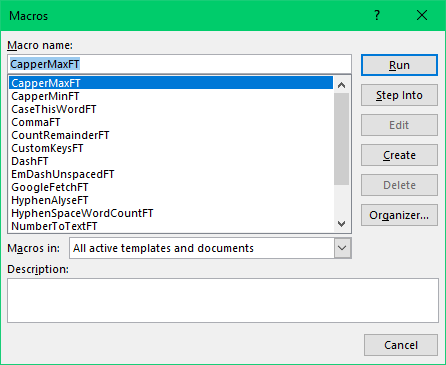 Macros
?
Macro name:
CapperMaxFT
Run
CapperMaxFT
CapperMinFT
CaseThisWordFT
CommaFT
CountRemainderFT
CustomKeysFT
DashFT
EmDashUnspacedFT
GoogleFetchFT
HyphenAlyseFT
HyphenSpaceWordCountFT
NumberToTextFT
Step Into
Edit
Create
Delete
Organizer...
Macros in: All active templates and documents
Description:
Cancel